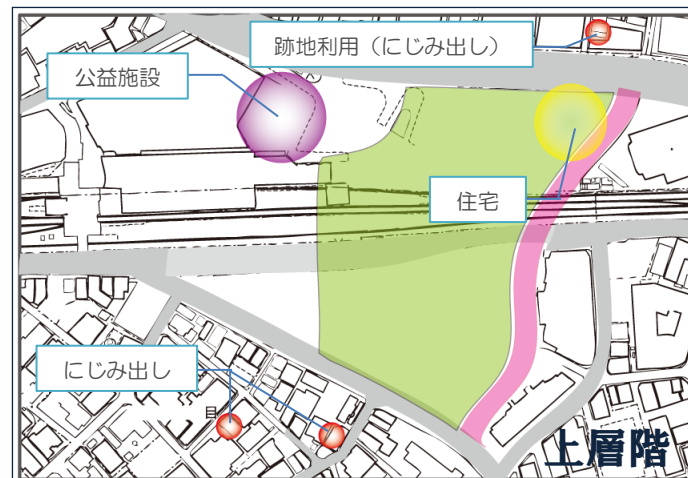 跡地利用（にじみ出し）
公益施設
住宅
にじみ出し
目
上層階